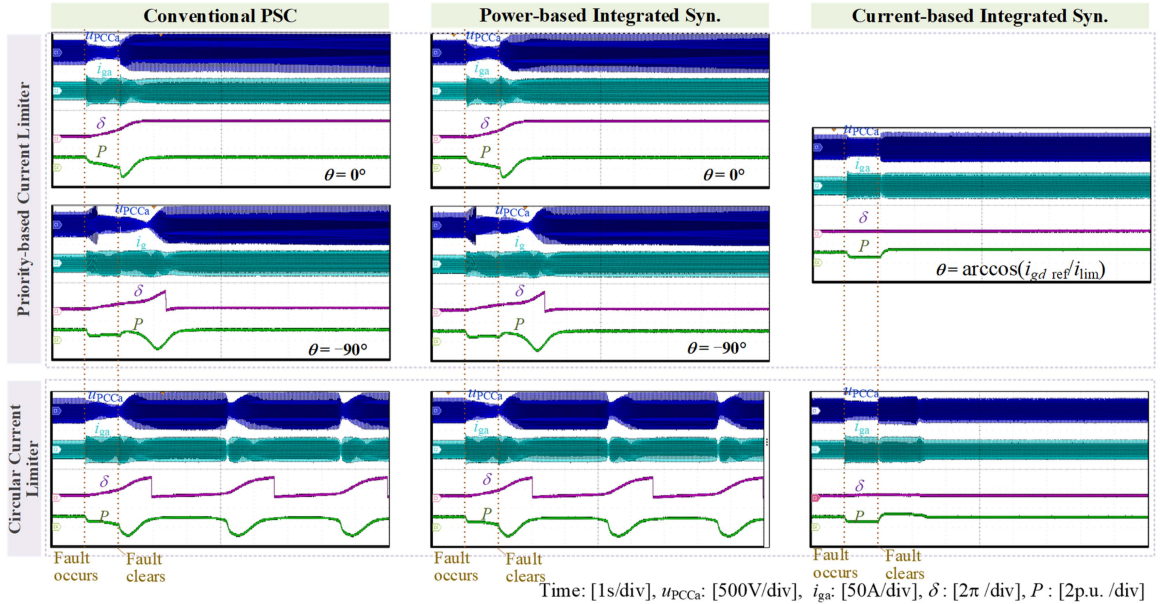 Conventional PSC
Power-based Integrated Syn.
Current-based Integrated Syn.
Priority-based Current Limiter
uPCCa
iga
δ
P
θ = 0°
uPCCa
iga
δ
P
θ = 0°
uPCCa
iga
δ
P
θ = arccos(igd ref/ilim)
uPCCa
ig
δ
P
θ = −90°
uPCCa
ig
δ
P
θ = −90°
Circular Current
Limiter
uPCCa
iga
δ
P
uPCCa
iga
δ
P
uPCCa
iga
δ
P
Fault
occurs
Fault
clears
Fault
occurs
Fault
clears
Fault
occurs
Fault
clears
Time: [1s/div], uPCCa: [500V/div], iga: [50A/div], δ : [2π /div], P : [2p.u. /div]